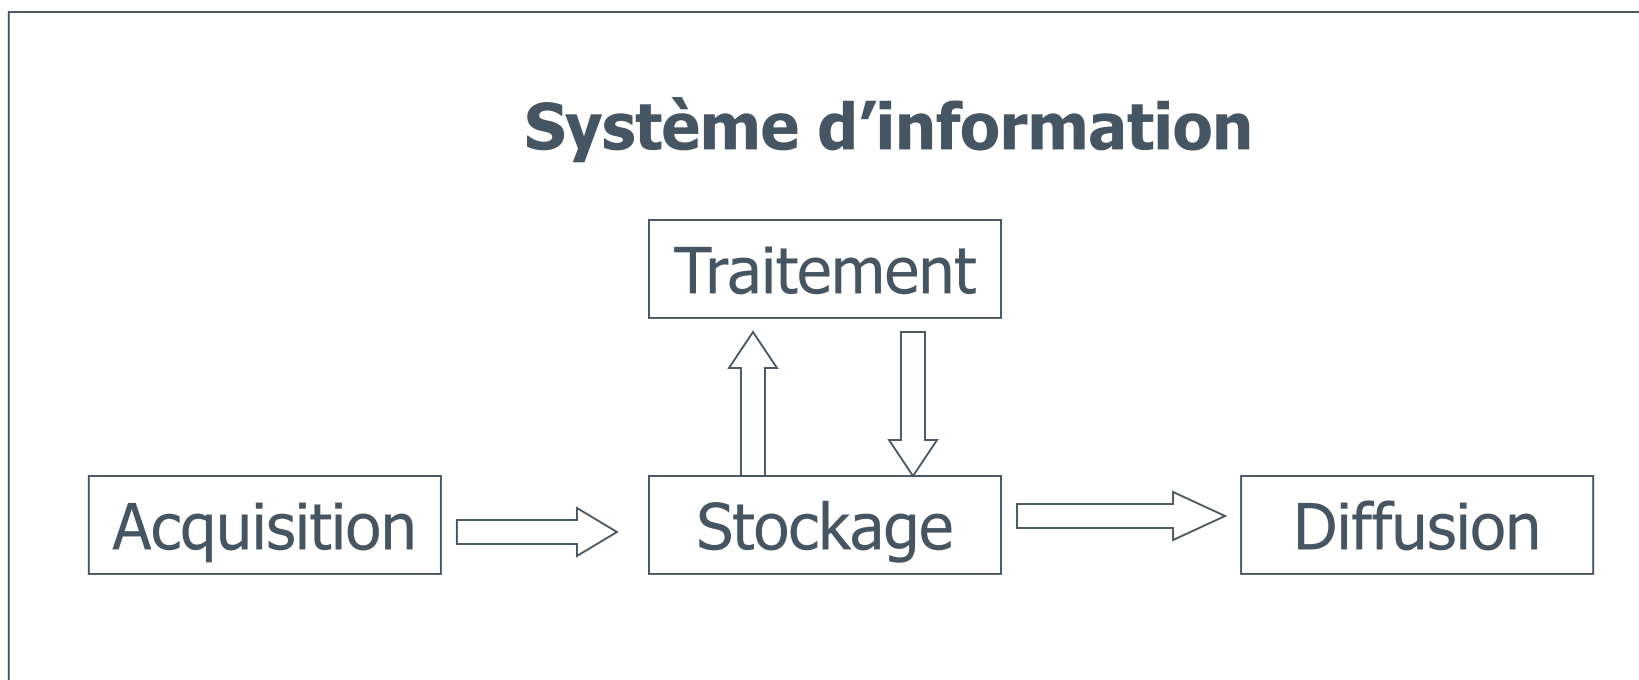 Système d’information
Traitement
Acquisition
Stockage
Diffusion